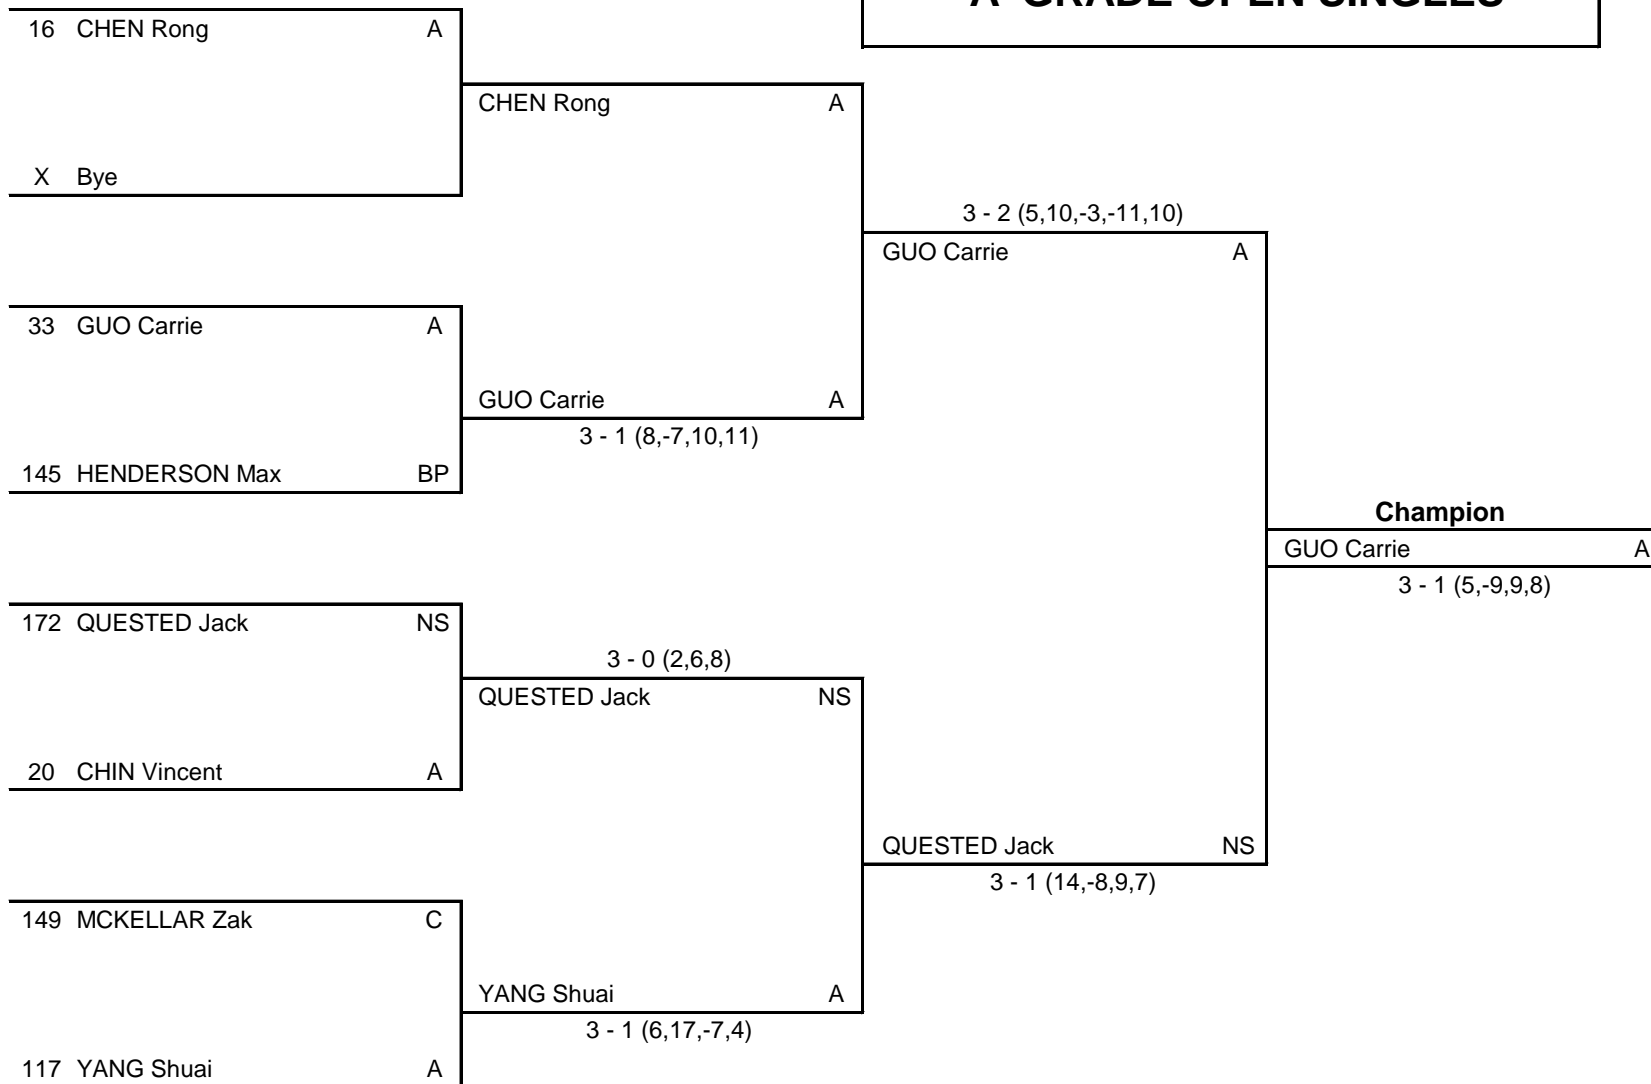 A GRADE OPEN SINGLES
16 CHEN Rong A
CHEN Rong A
X Bye
3 - 2 (5,10,-3,-11,10)
GUO Carrie A
33 GUO Carrie A
GUO Carrie A
3 - 1 (8,-7,10,11)
145 HENDERSON Max BP
Champion
GUO Carrie A
3 - 1 (5,-9,9,8)
172 QUESTED Jack NS
3 - 0 (2,6,8)
QUESTED Jack NS
20 CHIN Vincent A
QUESTED Jack NS
3 - 1 (14,-8,9,7)
149 MCKELLAR Zak C
YANG Shuai A
3 - 1 (6,17,-7,4)
117 YANG Shuai A